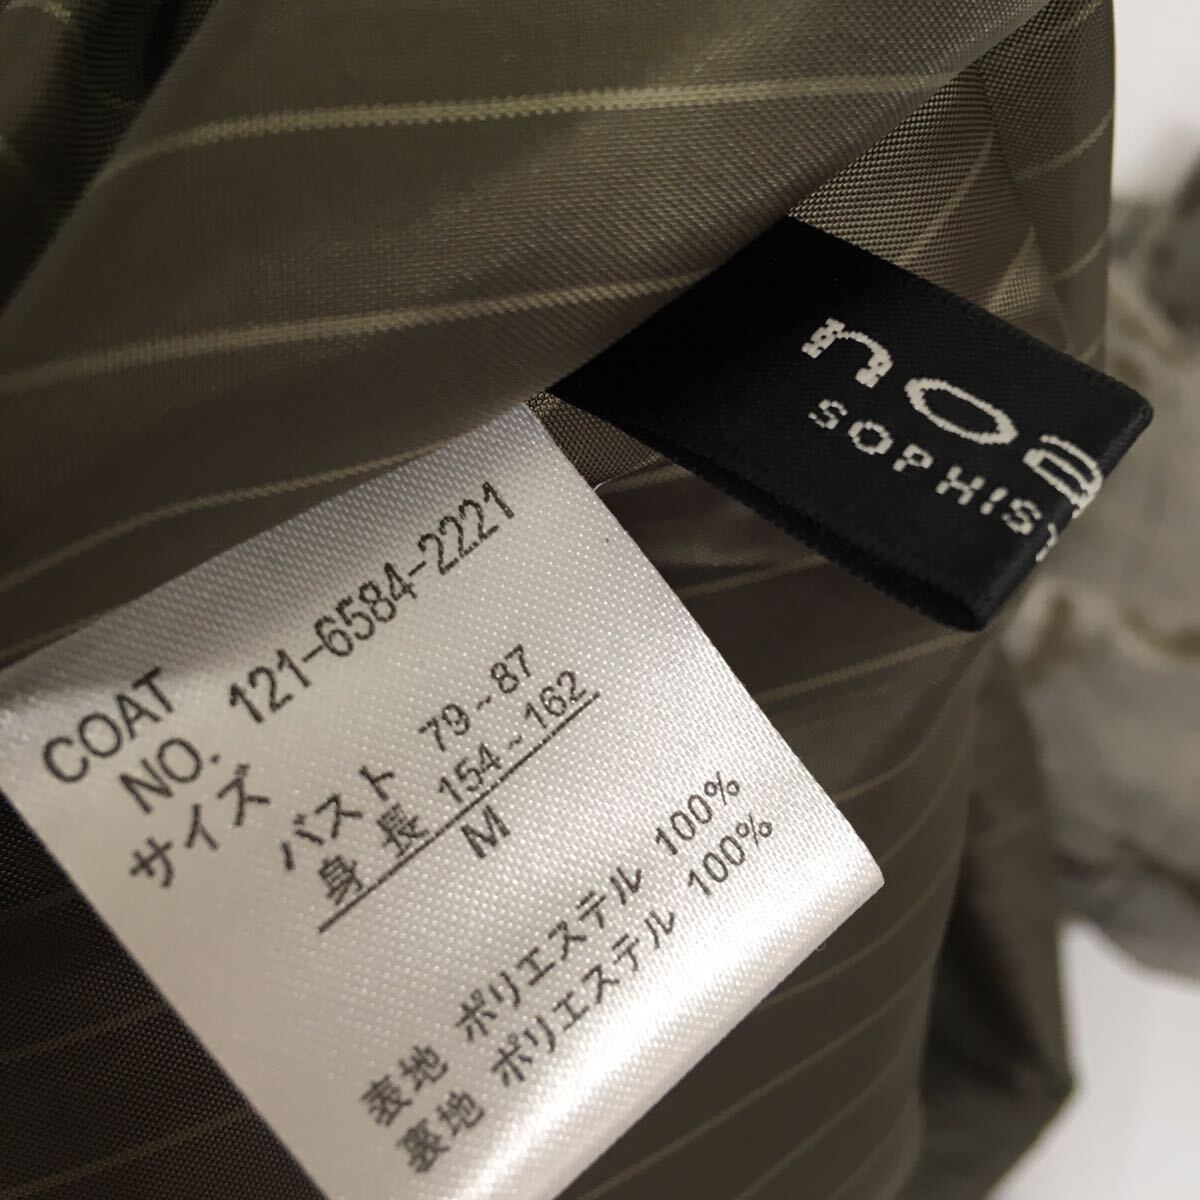 noa
SOPHIS
COAT
NO. 121-6584-2221
サイズ
バスト 79~87
身長 154~162
M
表地 ポリエステル 100%
裏地 ポリエステル 100%